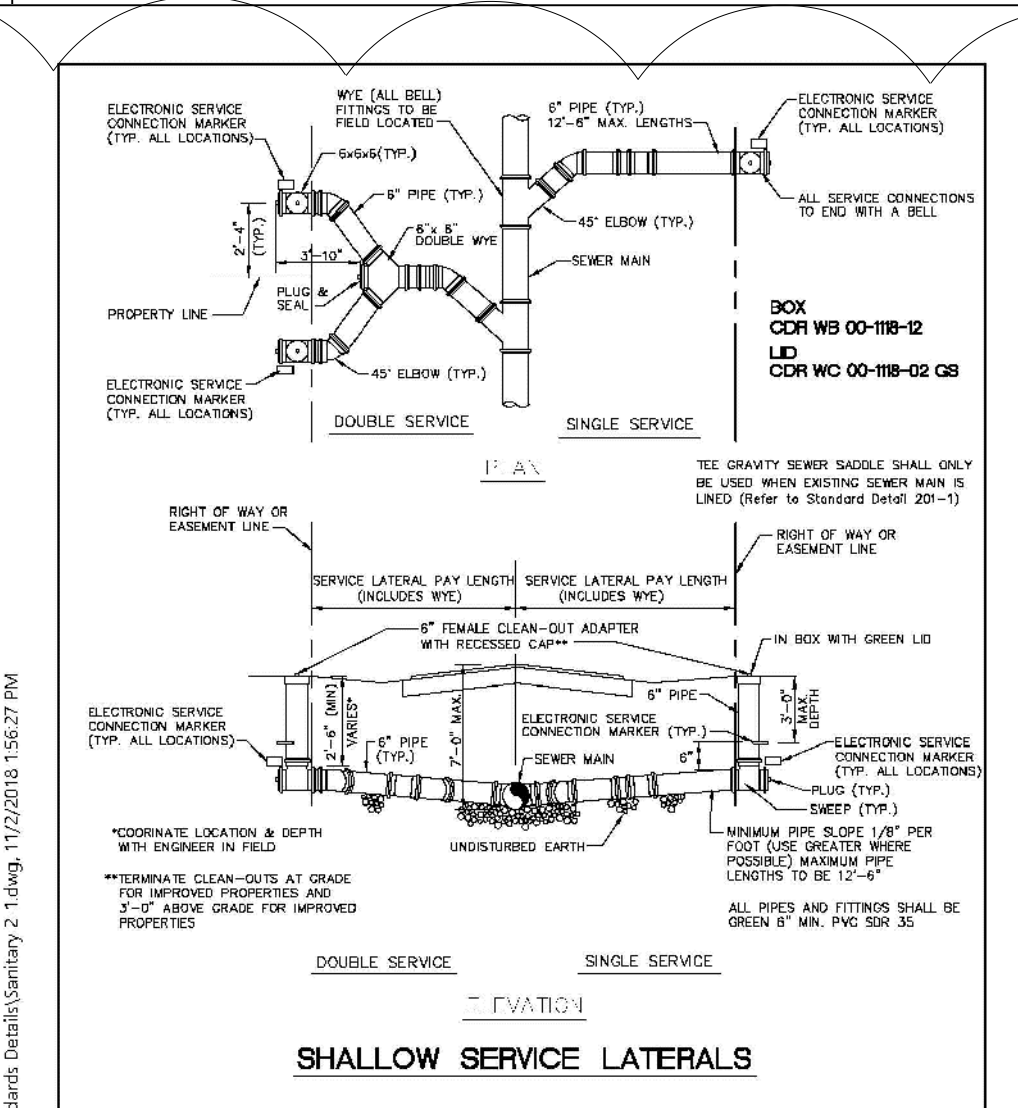 ELECTRONIC SERVICE
CONNECTION MARKER
(TYP. ALL LOCATIONS)
WYE (ALL BELL)
FITTINGS TO BE
FIELD LOCATED
6" PIPE (TYP.)
12'-6" MAX. LENGTHS
ELECTRONIC SERVICE
CONNECTION MARKER
(TYP. ALL LOCATIONS)
6x6x6(TYP.)
6" PIPE (TYP.)
ALL SERVICE CONNECTIONS
TO END WITH A BELL
45° ELBOW (TYP.)
2'-4"
(TYP.)
6"x 6"
DOUBLE WYE
3'-10"
SEWER MAIN
PLUG &
SEAL
PROPERTY LINE
BOX
CDR WB 00-1118-12
LID
CDR WC 00-1118-02 GS
45° ELBOW (TYP.)
ELECTRONIC SERVICE
CONNECTION MARKER
(TYP. ALL LOCATIONS)
DOUBLE SERVICE
SINGLE SERVICE
PLAN
TEE GRAVITY SEWER SADDLE SHALL ONLY
BE USED WHEN EXISTING SEWER MAIN IS
LINED (Refer to Standard Detail 201-1)
RIGHT OF WAY OR
EASEMENT LINE
RIGHT OF WAY OR
EASEMENT LINE
SERVICE LATERAL PAY LENGTH
(INCLUDES WYE)
SERVICE LATERAL PAY LENGTH
(INCLUDES WYE)
6" FEMALE CLEAN-OUT ADAPTER
WITH RECESSED CAP**
IN BOX WITH GREEN LID
ELECTRONIC SERVICE
CONNECTION MARKER
(TYP. ALL LOCATIONS)
2'-6" (MIN)
VARIES*
6" PIPE
(TYP.)
7'-0" MAX.
6" PIPE
3'-0"
MAX.
DEPTH
ELECTRONIC SERVICE
CONNECTION MARKER (TYP.)
6"
ELECTRONIC SERVICE
CONNECTION MARKER
(TYP. ALL LOCATIONS)
SEWER MAIN
PLUG (TYP.)
SWEEP (TYP.)
*COORINATE LOCATION & DEPTH
WITH ENGINEER IN FIELD
UNDISTURBED EARTH
MINIMUM PIPE SLOPE 1/8" PER
FOOT (USE GREATER WHERE
POSSIBLE) MAXIMUM PIPE
LENGTHS TO BE 12'-6"
**TERMINATE CLEAN-OUTS AT GRADE
FOR IMPROVED PROPERTIES AND
3'-0" ABOVE GRADE FOR IMPROVED
PROPERTIES
ALL PIPES AND FITTINGS SHALL BE
GREEN 6" MIN. PVC SDR 35
DOUBLE SERVICE
SINGLE SERVICE
ELEVATION
SHALLOW SERVICE LATERALS
dards Details\Sanitary 2 1.dwg, 11/2/2018 1:56:27 PM